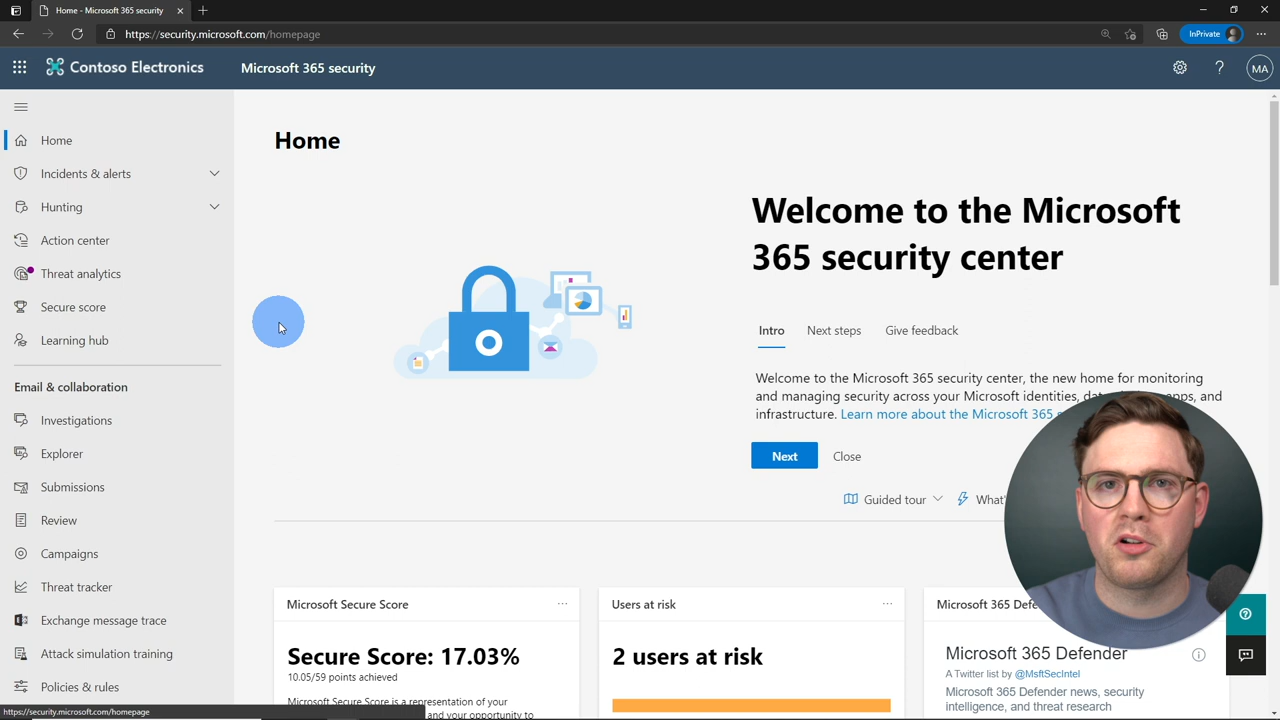 Home - Microsoft 365 security
https://security.microsoft.com/homepage
InPrivate
Contoso Electronics
Microsoft 365 security
MA
Home
Incidents & alerts
Hunting
Action center
Threat analytics
Secure score
Learning hub
Email & collaboration
Investigations
Explorer
Submissions
Review
Campaigns
Threat tracker
Exchange message trace
Attack simulation training
Policies & rules
https://security.microsoft.com/homepage
Home
Welcome to the Microsoft
365 security center
Intro
Next steps
Give feedback
Welcome to the Microsoft 365 security center, the new home for monitoring
and managing security across your Microsoft identities, apps, and
infrastructure. Learn more about the Microsoft 365
Next
Close
Guided tour
Microsoft Secure Score
Secure Score: 17.03%
10.05/59 points achieved
Microsoft Secure Score is a representation of your
and your opportunity to
Users at risk
2 users at risk
Microsoft 365
Microsoft 365 Defender
A Twitter list by @MsftSecIntel
Microsoft 365 Defender news, security
intelligence, and threat research